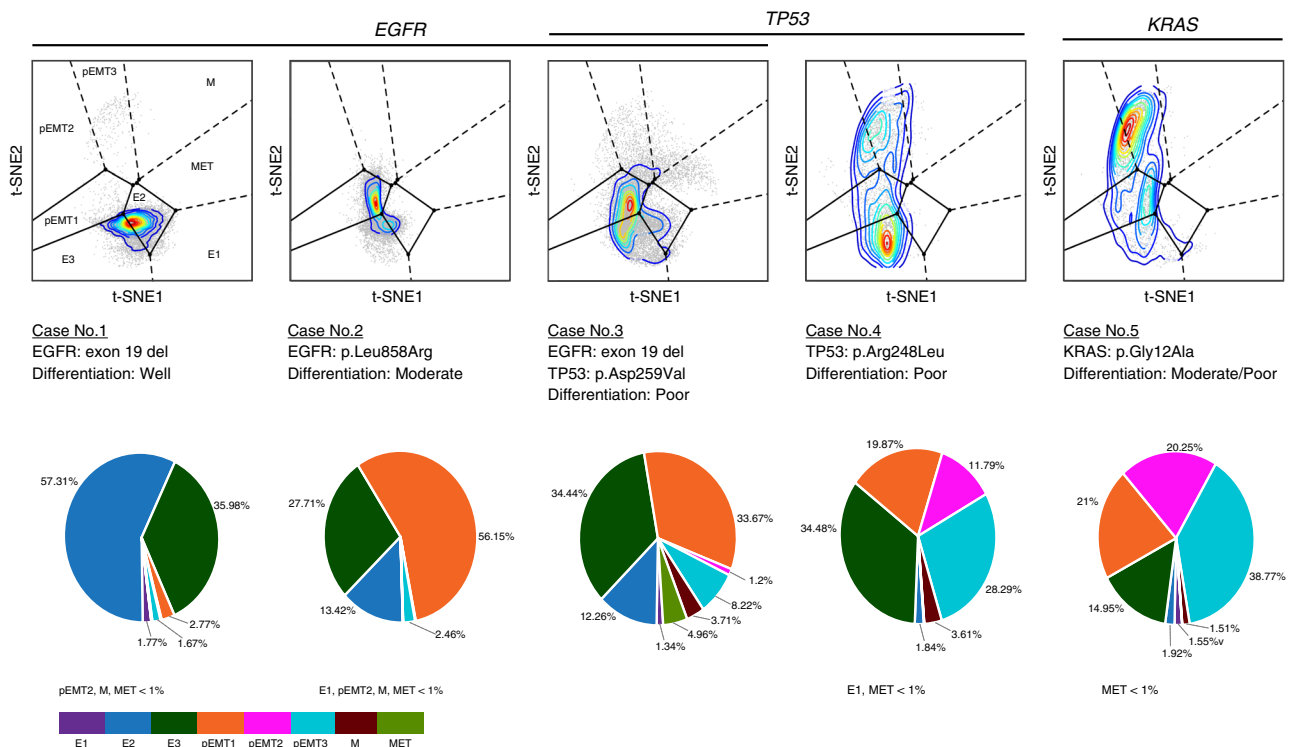 EGFR
TP53
KRAS
pEMT3
M
pEMT2
MET
E2
pEMT1
E3
E1
t-SNE2
t-SNE2
t-SNE2
t-SNE2
t-SNE2
t-SNE1
t-SNE1
t-SNE1
t-SNE1
t-SNE1
Case No.1
EGFR: exon 19 del
Differentiation: Well
Case No.2
EGFR: p.Leu858Arg
Differentiation: Moderate
Case No.3
EGFR: exon 19 del
TP53: p.Asp259Val
Differentiation: Poor
Case No.4
TP53: p.Arg248Leu
Differentiation: Poor
Case No.5
KRAS: p.Gly12Ala
Differentiation: Moderate/Poor
57.31%
35.98%
2.77%
1.67%
1.77%
27.71%
56.15%
13.42%
2.46%
34.44%
33.67%
1.2%
8.22%
3.71%
4.96%
1.34%
12.26%
19.87%
11.79%
34.48%
28.29%
3.61%
1.84%
20.25%
21%
38.77%
14.95%
1.51%
1.55%v
1.92%
pEMT2, M, MET < 1%
E1, pEMT2, M, MET < 1%
E1, MET < 1%
MET < 1%
E1 E2 E3 pEMT1 pEMT2 pEMT3 M MET